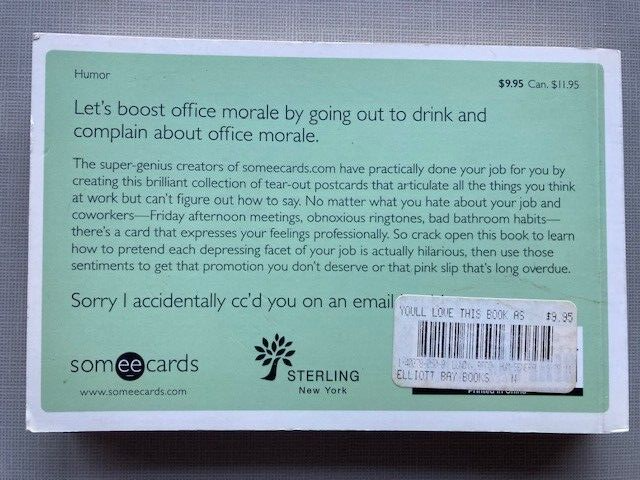 Humor
$9.95 Can. $11.95
Let's boost office morale by going out to drink and
complain about office morale.
The super-genius creators of someecards.com have practically done your job for you by
creating this brilliant collection of tear-out postcards that articulate all the things you think
at work but can't figure out how to say. No matter what you hate about your job and
coworkers—Friday afternoon meetings, obnoxious ringtones, bad bathroom habits—
there's a card that expresses your feelings professionally. So crack open this book to learn
how to pretend each depressing facet of your job is actually hilarious, then use those
sentiments to get that promotion you don't deserve or that pink slip that's long overdue.
Sorry I accidentally cc'd you on an email
YOULL LOVE THIS BOOK AS $9.95
ELLIOTT BAY BOOKS N
Printed in China
someecards
www.someecards.com
STERLING
New York